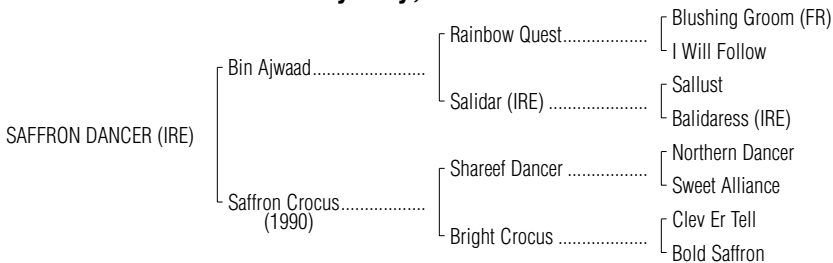 Blushing Groom (FR)
Rainbow Quest..................
I Will Follow
Bin Ajwaad.......................
Sallust
Salidar (IRE) .....................
Balidaress (IRE)
SAFFRON DANCER (IRE)
Northern Dancer
Shareef Dancer .................
Sweet Alliance
Saffron Crocus..................
(1990)
Clev Er Tell
Bright Crocus ...................
Bold Saffron